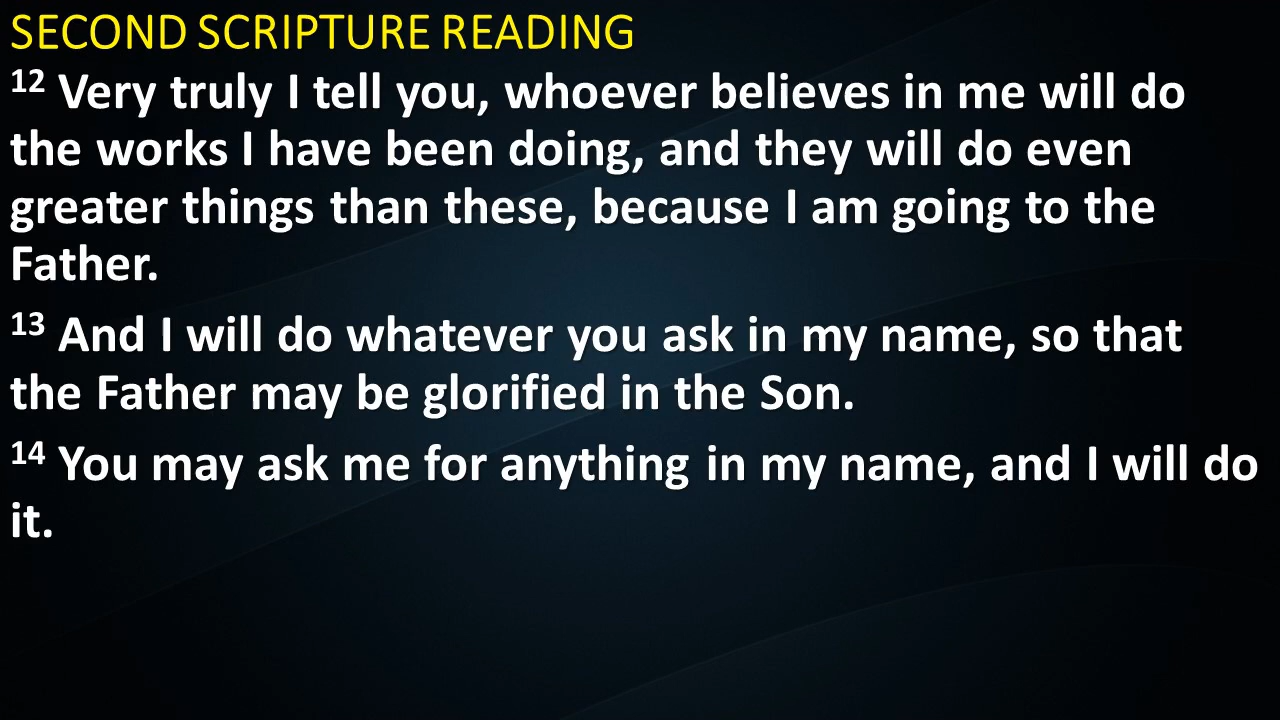 SECOND SCRIPTURE READING
12 Very truly I tell you, whoever believes in me will do
the works I have been doing, and they will do even
greater things than these, because I am going to the
Father.
13 And I will do whatever you ask in my name, so that
the Father may be glorified in the Son.
14 You may ask me for anything in my name, and I will do
it.